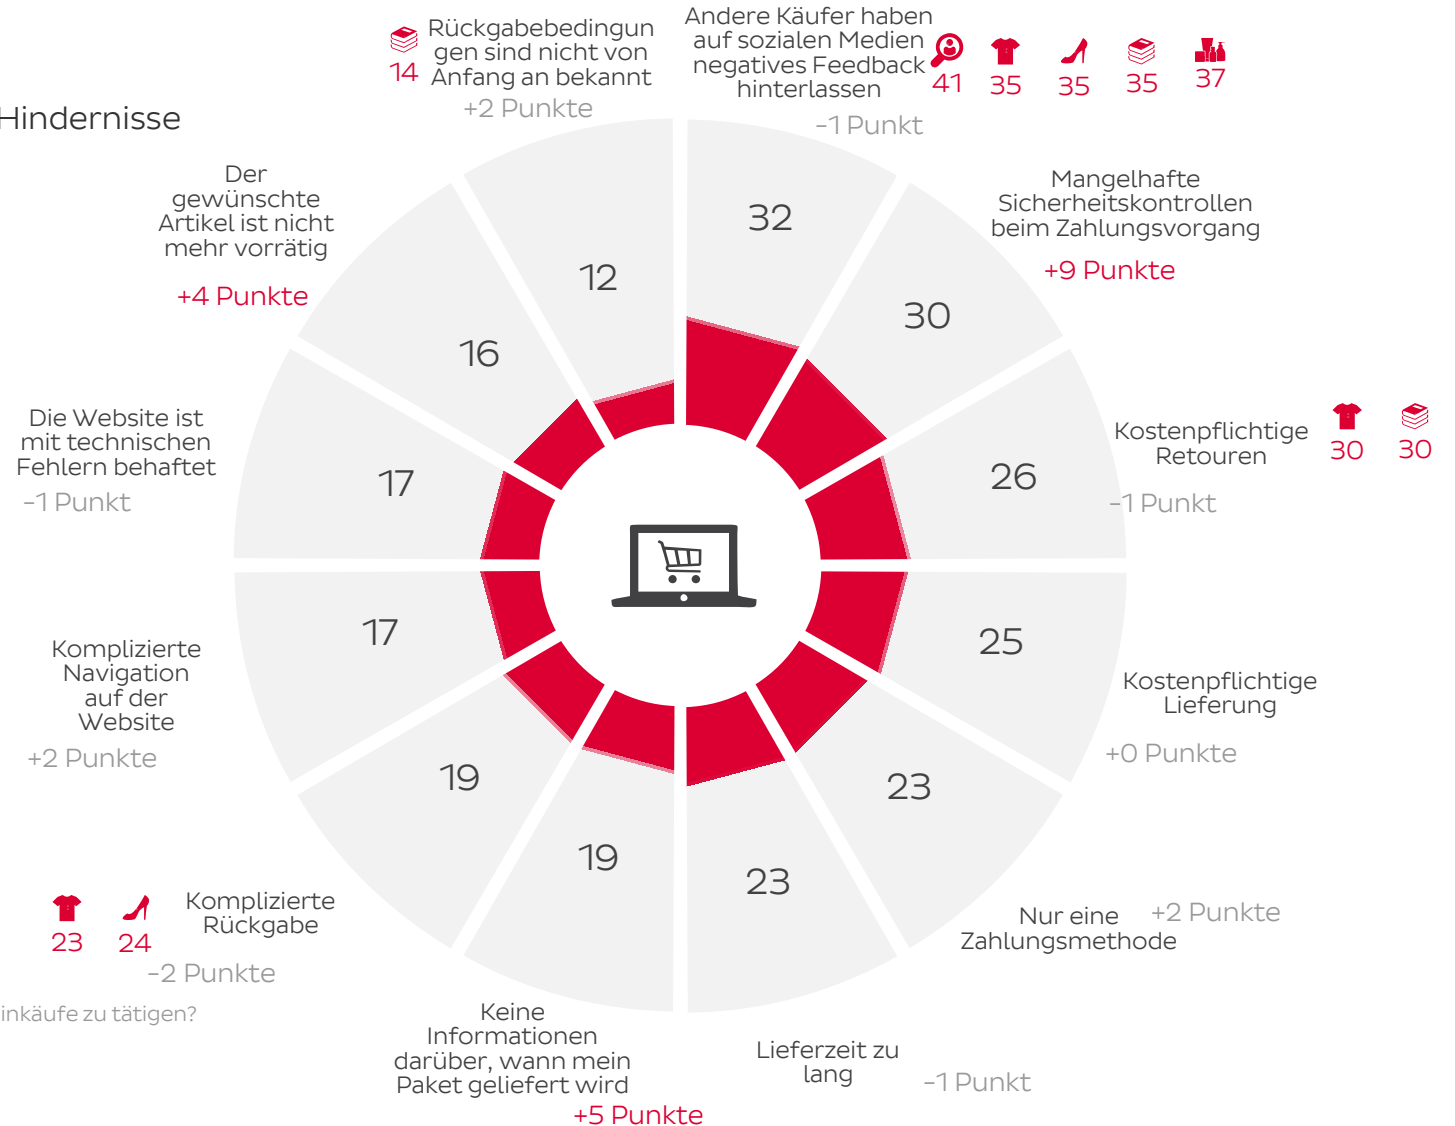 Hindernisse
Rückgabebedingun
gen sind nicht von
Anfang an bekannt
14
+2 Punkte
Andere Käufer haben
auf sozialen Medien
negatives Feedback
hinterlassen
41 35 35 35 37
-1 Punkt
32
Mangelhafte
Sicherheitskontrollen
beim Zahlungsvorgang
+9 Punkte
30
Kostenpflichtige
Retouren
30 30
-1 Punkt
26
Kostenpflichtige
Lieferung
+0 Punkte
25
Nur eine
Zahlungsmethode
+2 Punkte
23
Lieferzeit zu
lang
-1 Punkt
23
Keine
Informationen
darüber, wann mein
Paket geliefert wird
+5 Punkte
19
Komplizierte
Rückgabe
23 24
-2 Punkte
19
Komplizierte
Navigation
auf der
Website
+2 Punkte
17
Die Website ist
mit technischen
Fehlern behaftet
-1 Punkt
17
Der
gewünschte
Artikel ist nicht
mehr vorrätig
+4 Punkte
16
12
inkäufe zu tätigen?